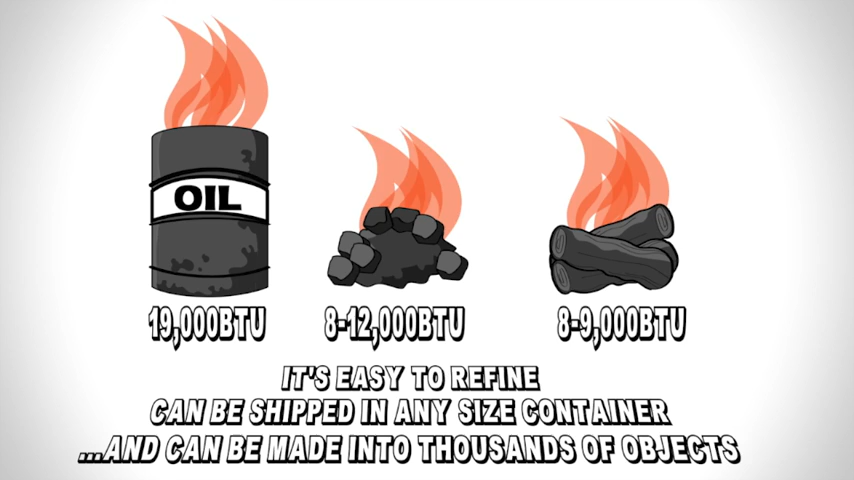 OIL
19,000BTU
8-12,000BTU
8-9,000BTU
IT'S EASY TO REFINE
CAN BE SHIPPED IN ANY SIZE CONTAINER
...AND CAN BE MADE INTO THOUSANDS OF OBJECTS